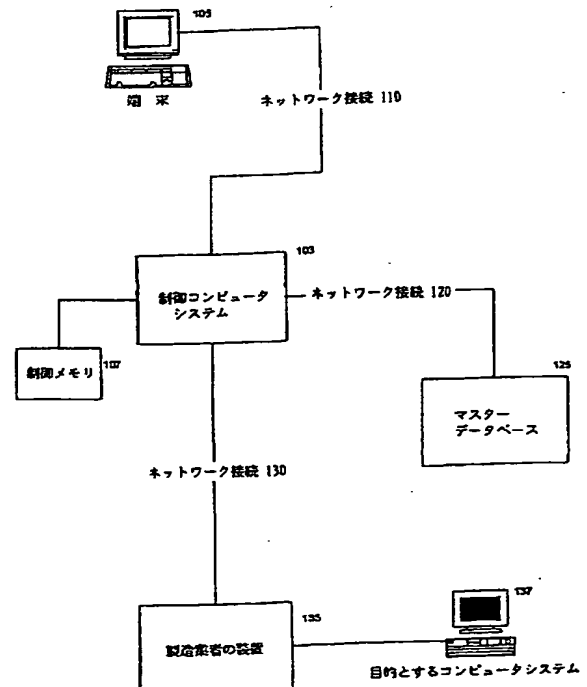 105
端 末
ネットワーク接続 110
103
制御コンピュータ
システム
ネットワーク接続 120
制御メモリ
107
125
マスター
データベース
ネットワーク接続 130
製造業者の装置
135
137
目的とするコンピュータシステム